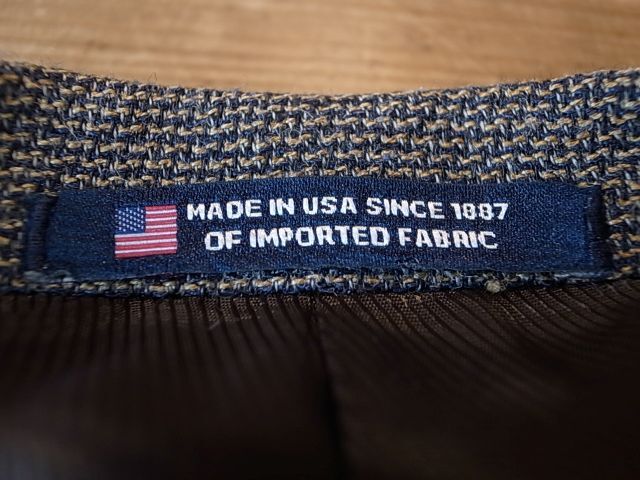 MADE IN USA SINCE 1887
OF IMPORTED FABRIC